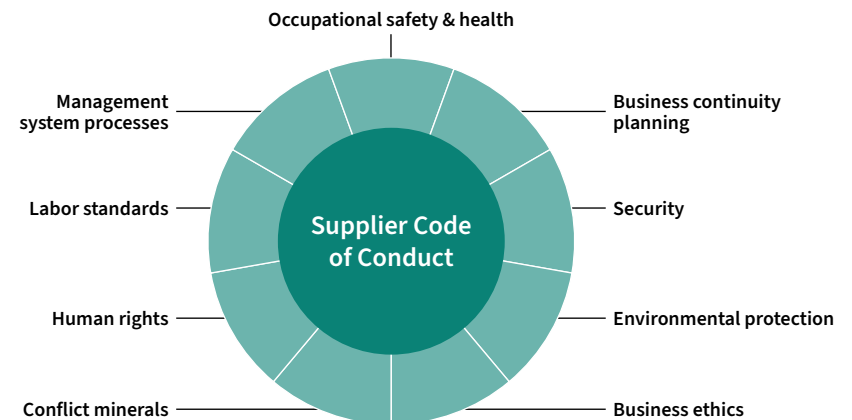 Occupational safety & health
Management
system processes
Business continuity
planning
Labor standards
Security
Supplier Code
of Conduct
Human rights
Environmental protection
Conflict minerals
Business ethics